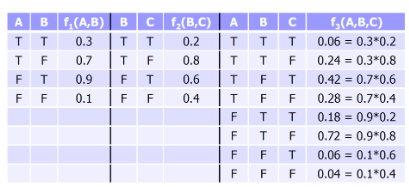 A B f₁(A,B) B C f₂(B,C) A B C f₃(A,B,C)
T T 0.3 T T 0.2 T T T 0.06 = 0.3*0.2
T F 0.7 T F 0.8 T T F 0.24 = 0.3*0.8
F T 0.9 F T 0.6 T F T 0.42 = 0.7*0.6
F F 0.1 F F 0.4 T F F 0.28 = 0.7*0.4
F T T 0.18 = 0.9*0.2
F T F 0.72 = 0.9*0.8
F F T 0.06 = 0.1*0.6
F F F 0.04 = 0.1*0.4